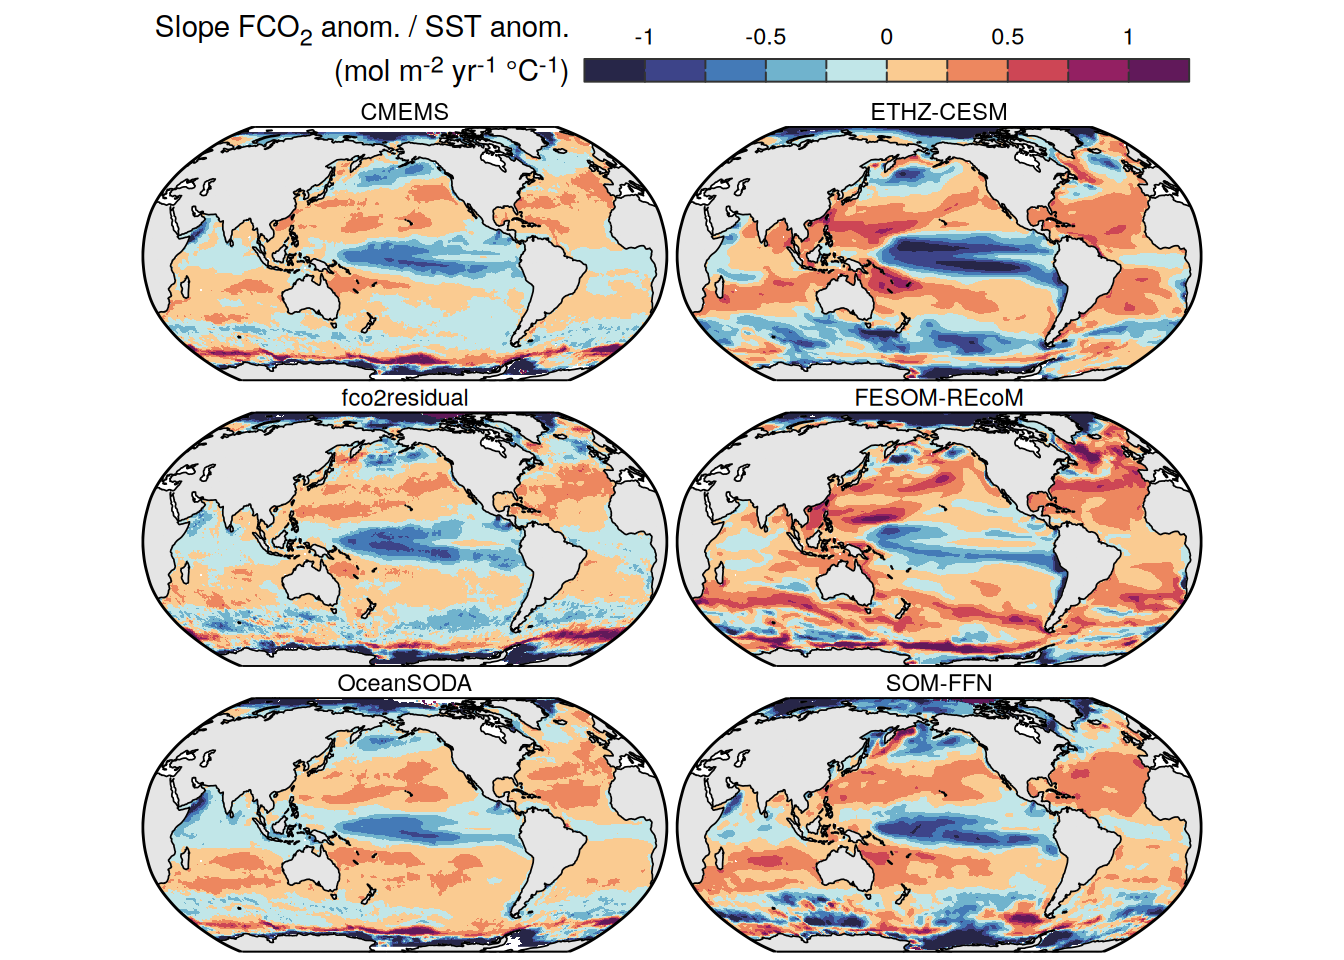 Slope FCO₂ anom. / SST anom.
(mol m⁻² yr⁻¹ °C⁻¹)
-1 -0.5 0 0.5 1
CMEMS ETHZ-CESM
fco2residual FESOM-REcoM
OceanSODA SOM-FFN